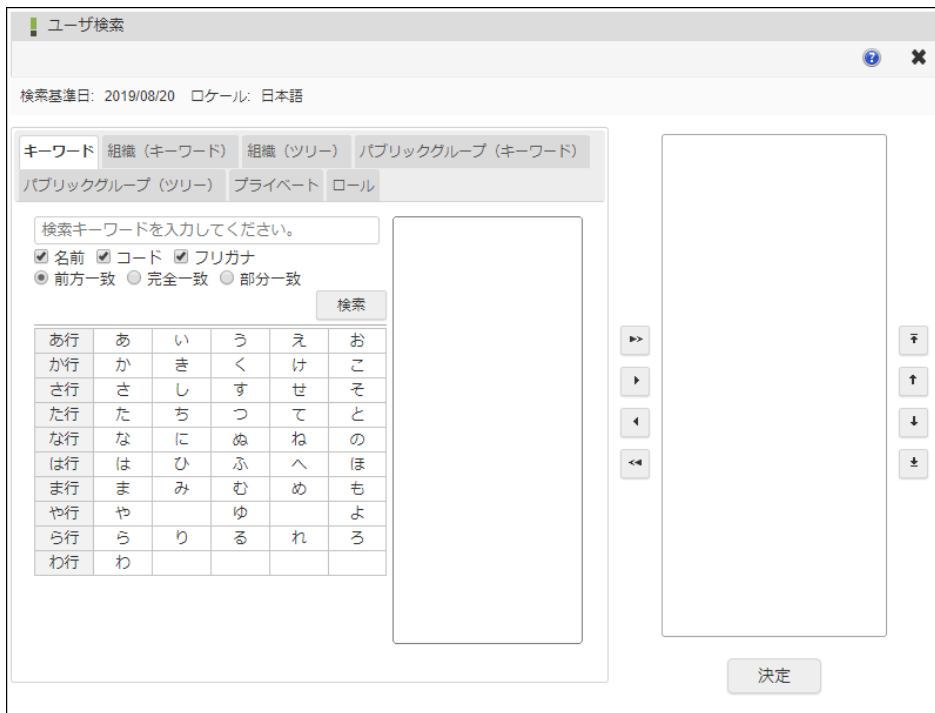 ユーザ検索
検索基準日: 2019/08/20 ロケール: 日本語
キーワード 組織（キーワード） 組織（ツリー） パブリックグループ（キーワード）
パブリックグループ（ツリー） プライベート ロール
検索キーワードを入力してください。
名前 コード フリガナ
前方一致 完全一致 部分一致
検索
あ行 あ い う え お
か行 か き く け こ
さ行 さ し す せ そ
た行 た ち つ て と
な行 な に ぬ ね の
は行 は ひ ふ へ ほ
ま行 ま み む め も
や行 や ゆ よ
ら行 ら り る れ ろ
わ行 わ
決定